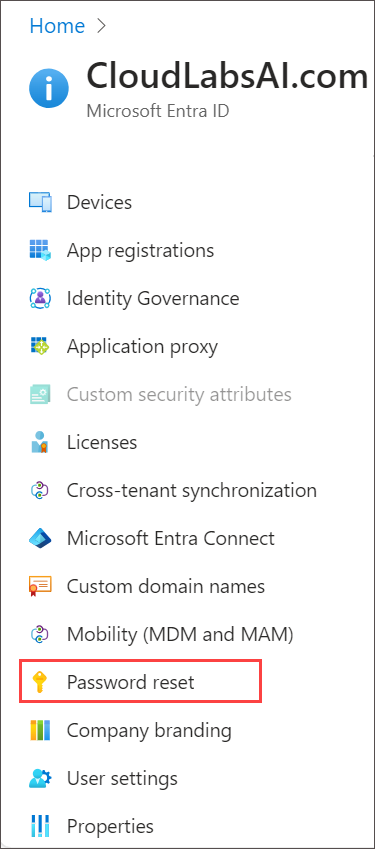 Home >
CloudLabsAI.com
Microsoft Entra ID
Devices
App registrations
Identity Governance
Application proxy
Custom security attributes
Licenses
Cross-tenant synchronization
Microsoft Entra Connect
Custom domain names
Mobility (MDM and MAM)
Password reset
Company branding
User settings
Properties